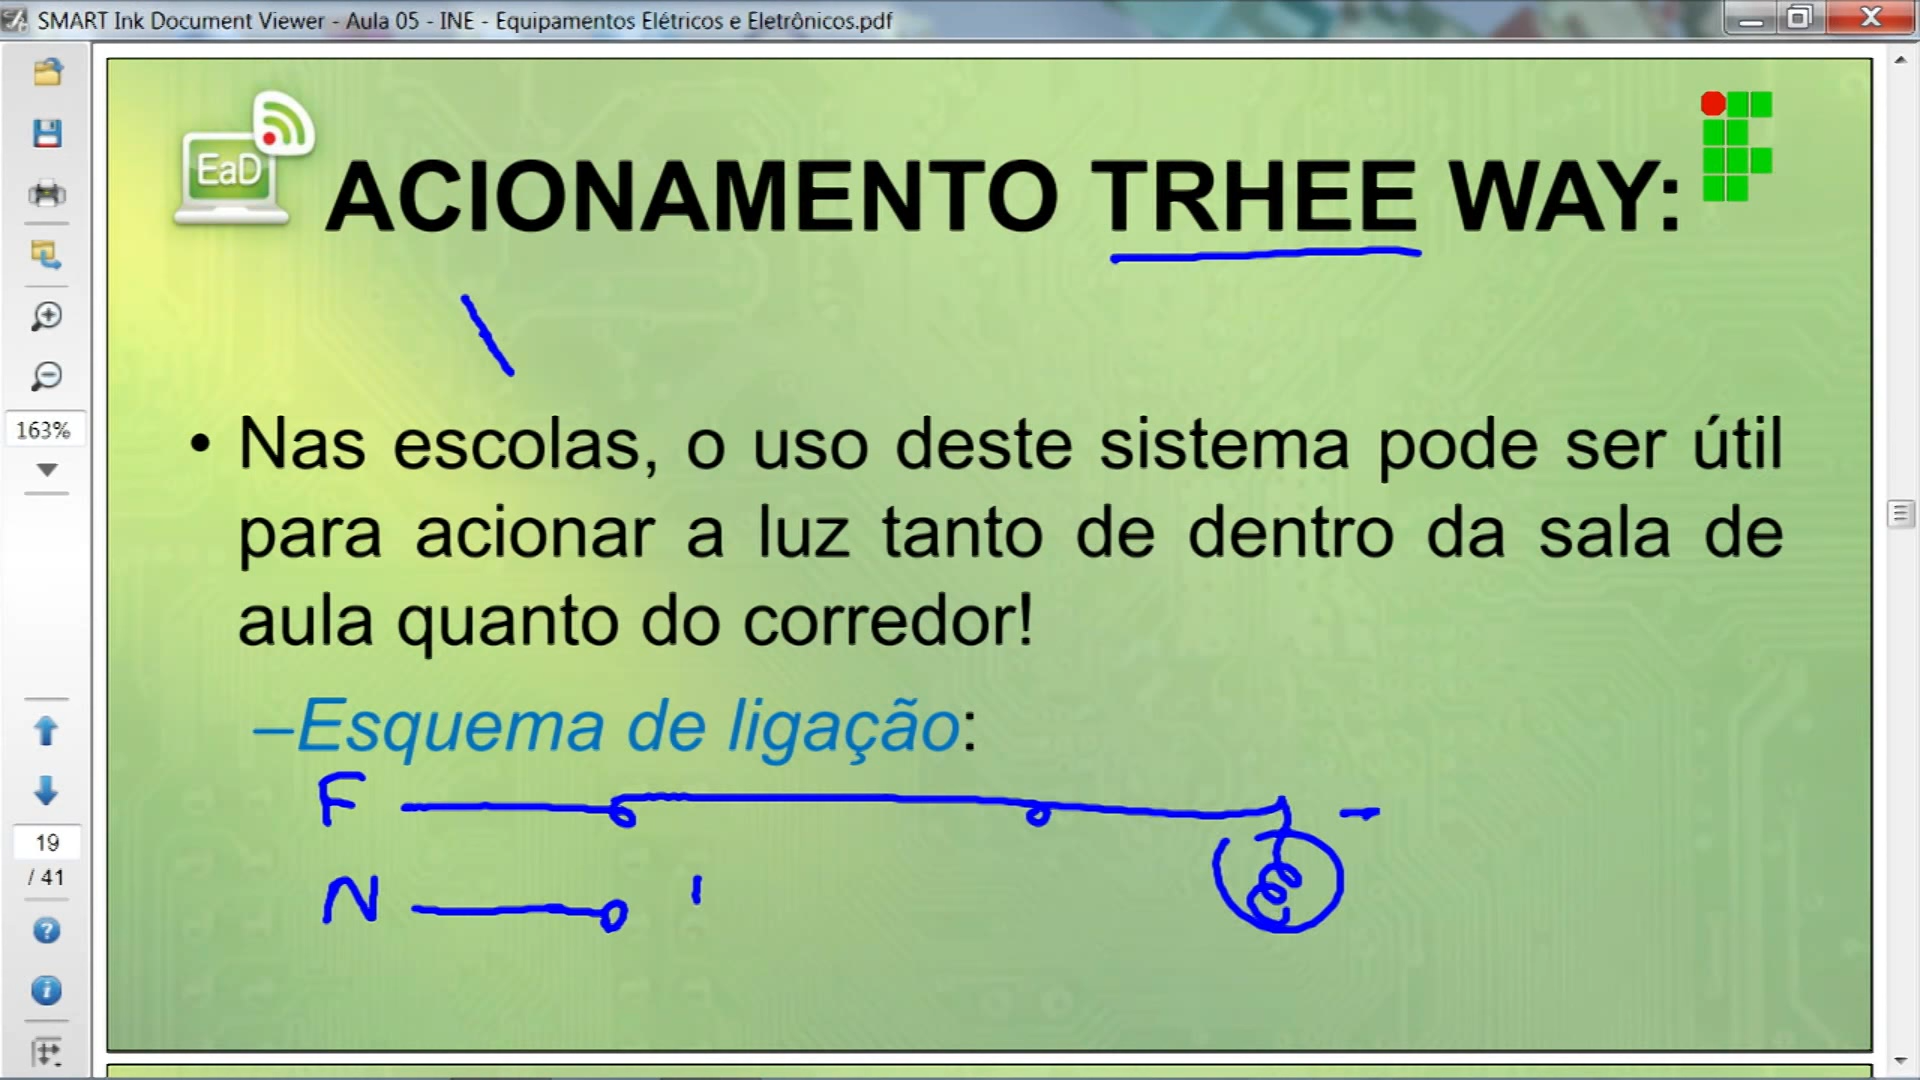 SMART Ink Document Viewer - Aula 05 - INE - Equipamentos Elétricos e Eletrônicos.pdf
EaD
ACIONAMENTO TRHEE WAY:
163%
• Nas escolas, o uso deste sistema pode ser útil
para acionar a luz tanto de dentro da sala de
aula quanto do corredor!
–Esquema de ligação:
F
N
19
/ 41